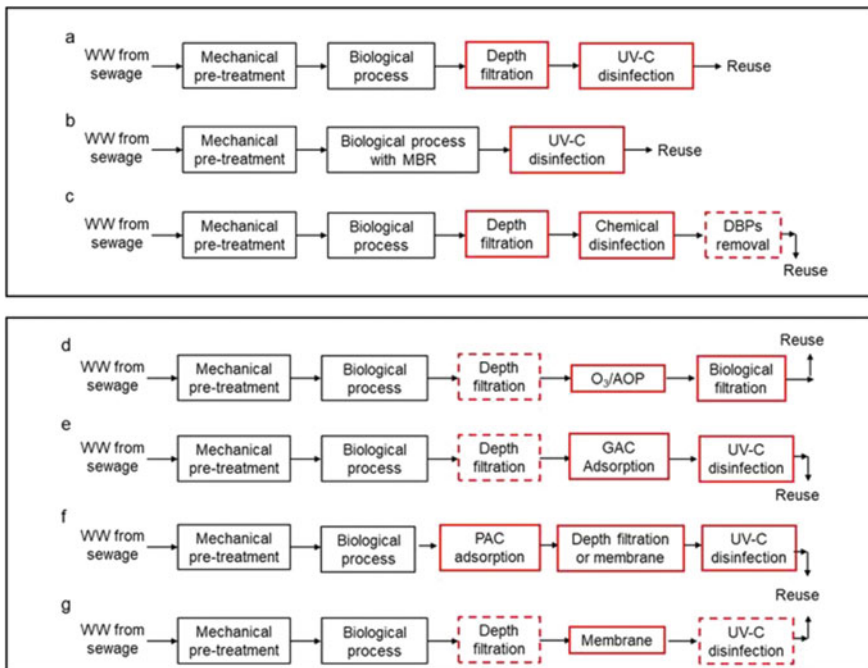 a
WW from sewage
Mechanical pre-treatment
Biological process
Depth filtration
UV-C disinfection
Reuse
b
WW from sewage
Mechanical pre-treatment
Biological process with MBR
UV-C disinfection
Reuse
c
WW from sewage
Mechanical pre-treatment
Biological process
Depth filtration
Chemical disinfection
DBPs removal
Reuse
d
WW from sewage
Mechanical pre-treatment
Biological process
Depth filtration
O₃/AOP
Biological filtration
Reuse
e
WW from sewage
Mechanical pre-treatment
Biological process
Depth filtration
GAC Adsorption
UV-C disinfection
Reuse
f
WW from sewage
Mechanical pre-treatment
Biological process
PAC adsorption
Depth filtration or membrane
UV-C disinfection
Reuse
g
WW from sewage
Mechanical pre-treatment
Biological process
Depth filtration
Membrane
UV-C disinfection